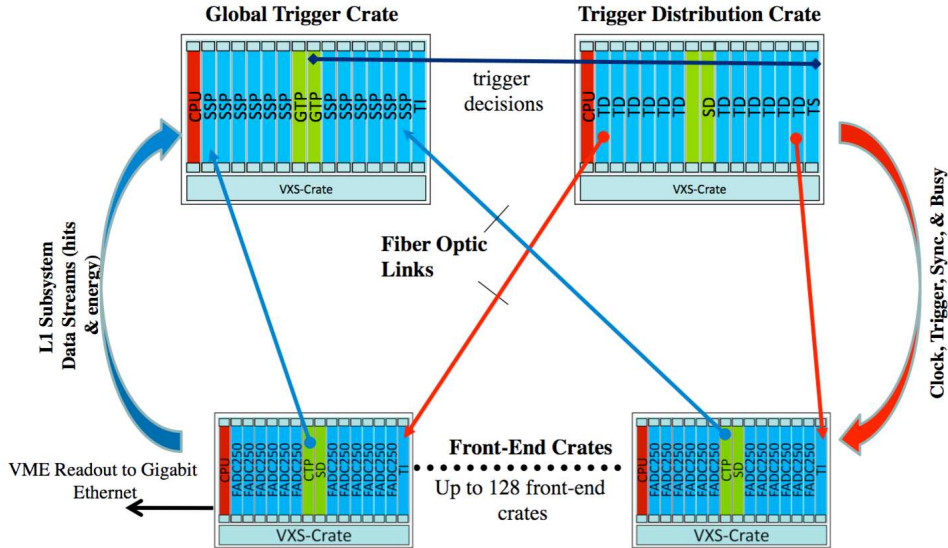 Global Trigger Crate
Trigger Distribution Crate
CPU
SSP
SSP
SSP
SSP
SSP
SSP
GTP
GTP
SSP
SSP
SSP
SSP
SSP
SSP
TI
VXS-Crate
trigger
decisions
CPU
TD
TD
TD
TD
TD
TD
SD
TD
TD
TD
TD
TD
TD
TS
VXS-Crate
L1 Subsystem
Data Streams (hits
& energy)
Fiber Optic
Links
Clock, Trigger, Sync, & Busy
VME Readout to Gigabit
Ethernet
CPU
FADC250
FADC250
FADC250
FADC250
FADC250
FADC250
CTP
SD
FADC250
FADC250
FADC250
FADC250
FADC250
FADC250
TI
VXS-Crate
Front-End Crates
Up to 128 front-end
crates
CPU
FADC250
FADC250
FADC250
FADC250
FADC250
FADC250
CTP
SD
FADC250
FADC250
FADC250
FADC250
FADC250
FADC250
TI
VXS-Crate